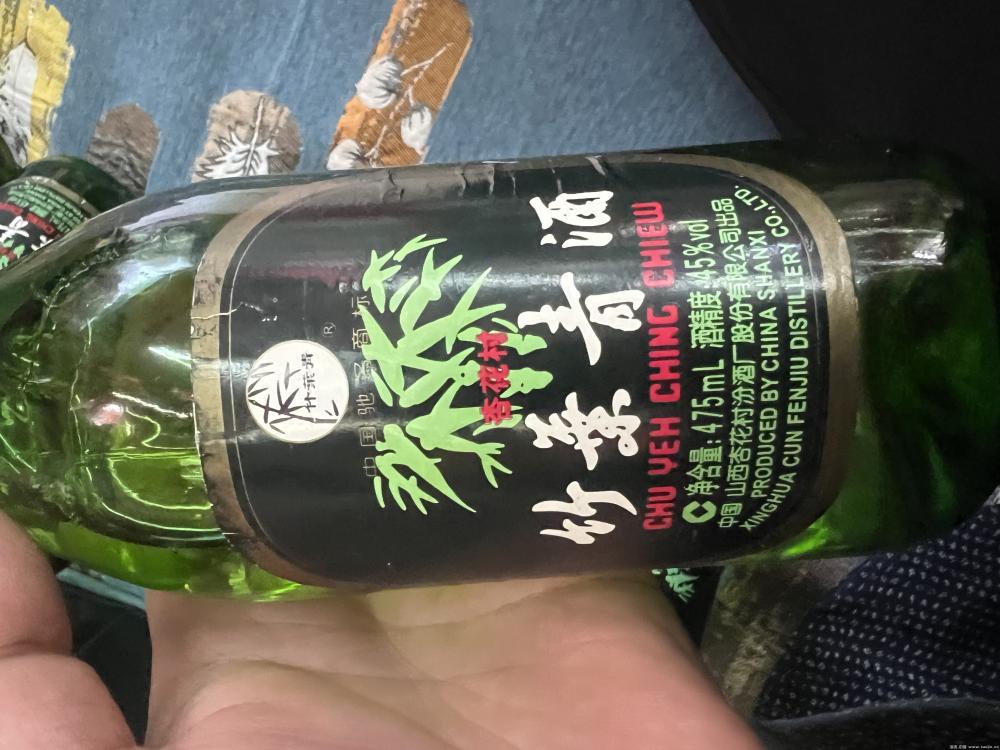 竹葉青
中国驰名商标
®
杏花村
竹葉青酒
CHU YEH CHING CHIEW
C 净含量:475mL 酒精度 45%vol
中国 山西杏花村汾酒厂股份有限公司出品
PRODUCED BY CHINA SHANXI
XINGHUA CUN FENJIU DISTILLERY CO.,LTD.